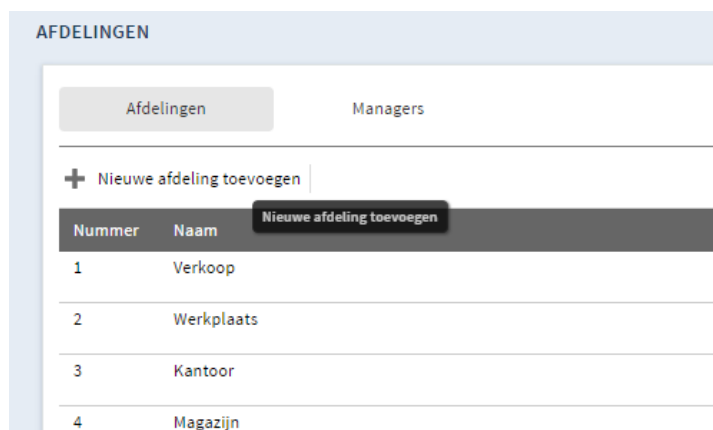 AFDELINGEN
Afdelingen Managers
Nieuwe afdeling toevoegen
Nieuwe afdeling toevoegen
Nummer Naam
1 Verkoop
2 Werkplaats
3 Kantoor
4 Magazijn